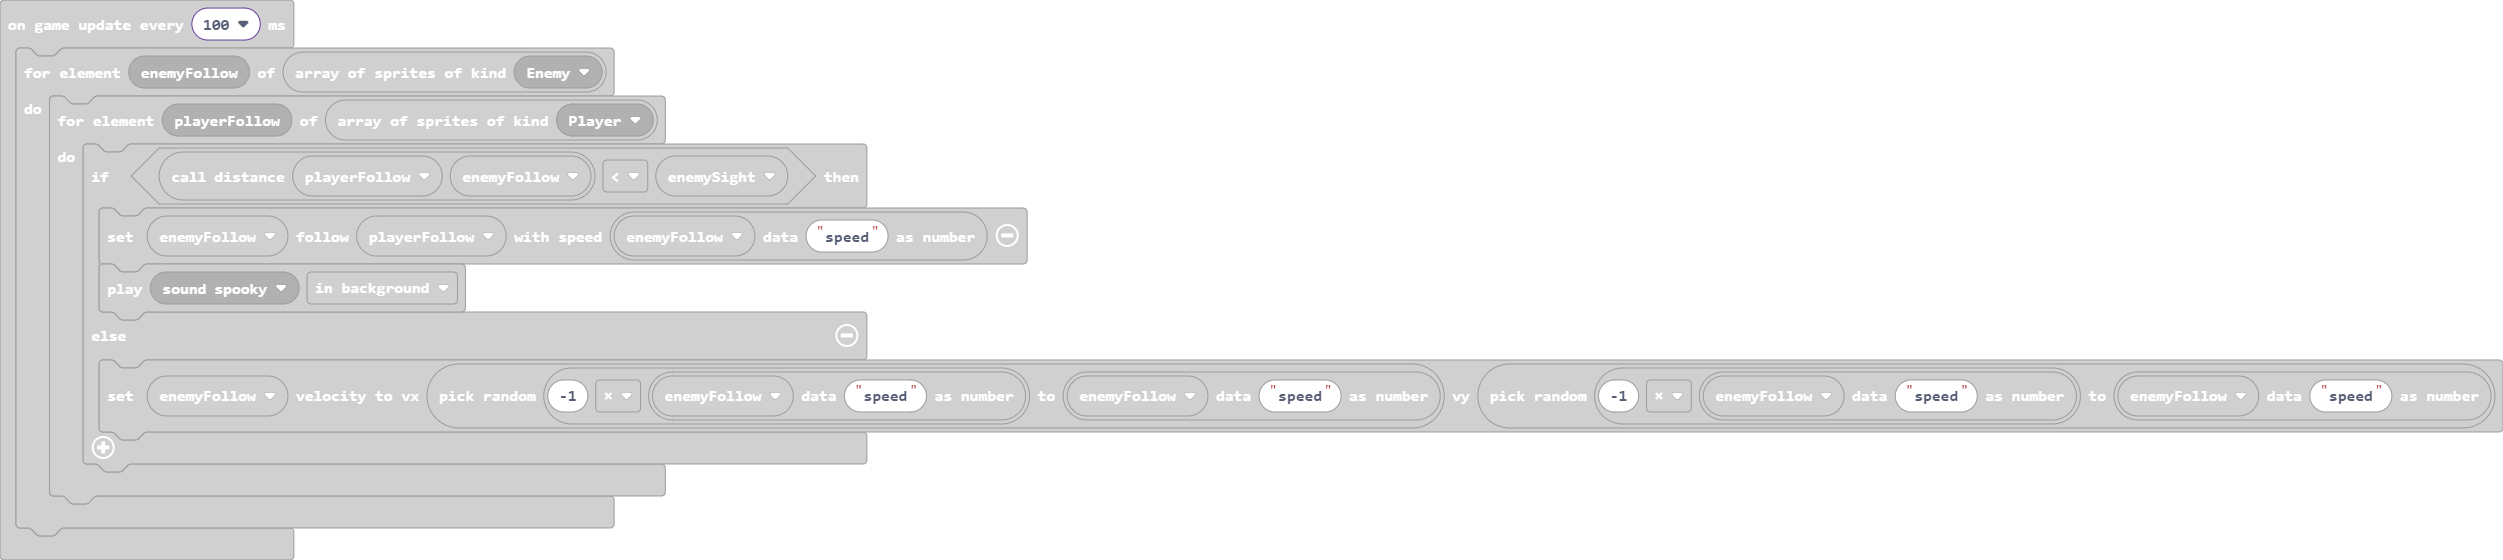 on game update every 100 ms
for element enemyFollow of array of sprites of kind Enemy
do
for element playerFollow of array of sprites of kind Player
do
if call distance playerFollow enemyFollow < enemySight then
set enemyFollow follow playerFollow with speed enemyFollow data "speed" as number
play sound spooky in background
else
set enemyFollow velocity to vx pick random -1 × enemyFollow data "speed" as number to enemyFollow data "speed" as number vy pick random -1 × enemyFollow data "speed" as number to enemyFollow data "speed" as number